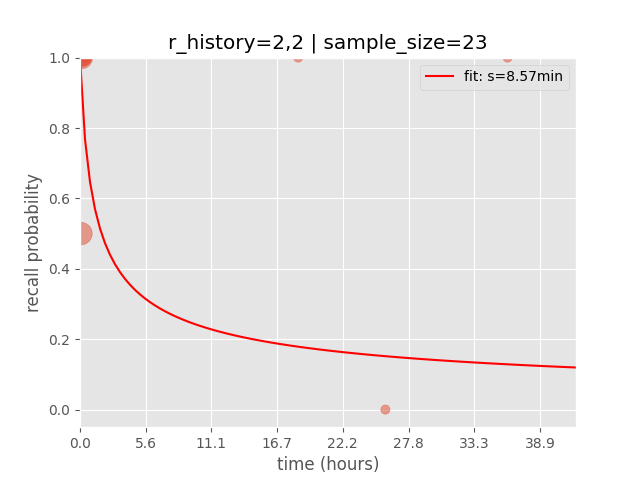 r_history=2,2 | sample_size=23
fit: s=8.57min
recall probability
1.0
0.8
0.6
0.4
0.2
0.0
0.0 5.6 11.1 16.7 22.2 27.8 33.3 38.9
time (hours)